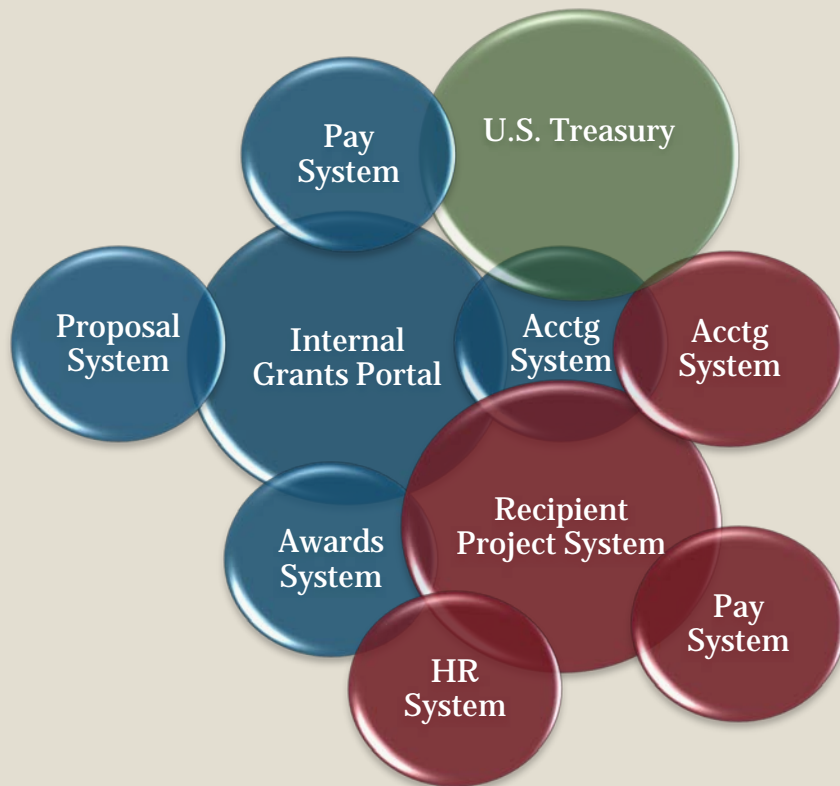 Pay
System
U.S. Treasury
Proposal
System
Internal
Grants Portal
Acctg
System
Acctg
System
Awards
System
Recipient
Project System
Pay
System
HR
System